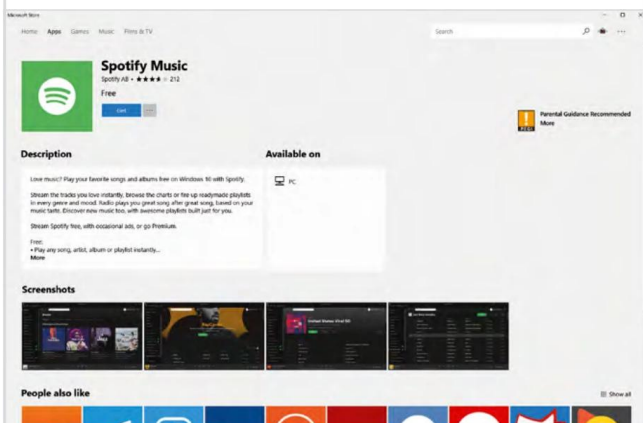 Microsoft Store
Home Apps Games Music Films & TV
Search
Spotify Music
Spotify AB • ★★★★ 212
Free
Get
Parental Guidance Recommended
More
Description
Available on
Love music? Play your favorite songs and albums free on Windows 10 with Spotify.
PC
Stream the tracks you love instantly, browse the charts or fire up readymade playlists
in every genre and mood. Radio plays you great song after great song, based on your
music taste. Discover new music too, with awesome playlists built just for you.
Stream Spotify free, with occasional ads, or go Premium.
Free:
• Play any song, artist, album or playlist instantly...
More
Screenshots
People also like
Show all